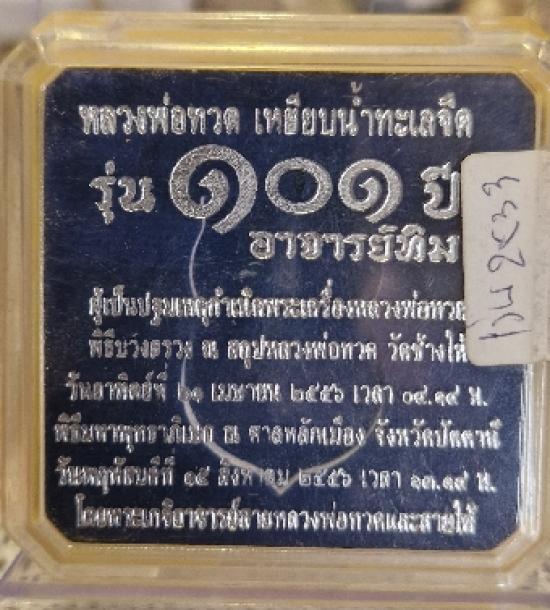 หลวงพ่อทวด เหยียบน้ำทะเลจืด
รุ่น ๑๐๑ ปี
อาจารย์ทิม
ผู้เป็นปฐมเหตุกำเนิดพระเครื่องหลวงพ่อทวด
พิธีบวงสรวง ณ สถูปหลวงพ่อทวด วัดช้างให้
วันอาทิตย์ที่ ๒๑ เมษายน ๒๕๕๖ เวลา ๐๙.๑๙ น.
พิธีมหาพุทธาภิเษก ณ ศาลหลักเมือง จังหวัดปัตตานี
วันพฤหัสบดีที่ ๑๕ สิงหาคม ๒๕๕๖ เวลา ๑๓.๑๙ น.
โดยพระเกจิอาจารย์สายหลวงพ่อทวดและสายใต้